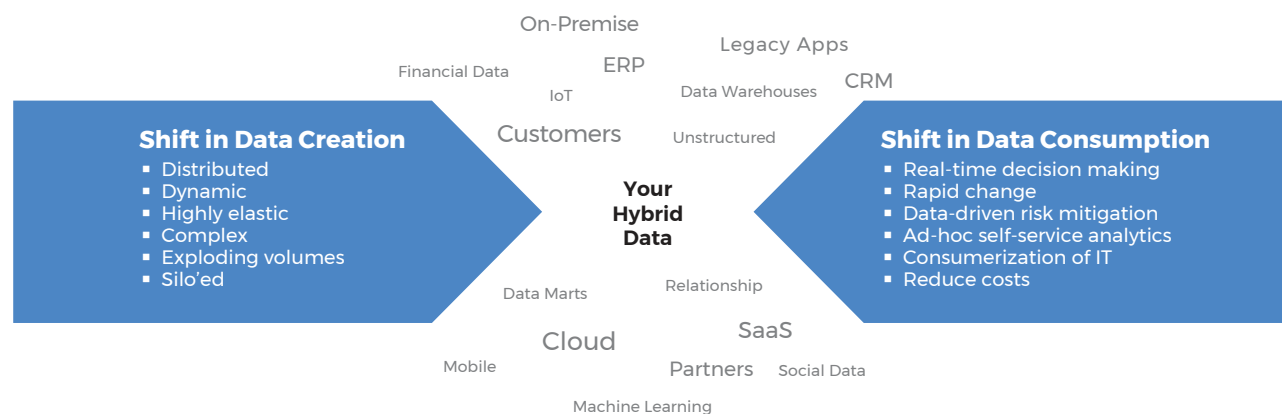 On-Premise
Legacy Apps
ERP
Financial Data
CRM
IoT
Data Warehouses
Customers
Unstructured
Shift in Data Creation
▪ Distributed
▪ Dynamic
▪ Highly elastic
▪ Complex
▪ Exploding volumes
▪ Silo’ed
Your
Hybrid
Data
Shift in Data Consumption
▪ Real-time decision making
▪ Rapid change
▪ Data-driven risk mitigation
▪ Ad-hoc self-service analytics
▪ Consumerization of IT
▪ Reduce costs
Relationship
Data Marts
SaaS
Cloud
Mobile
Partners
Social Data
Machine Learning